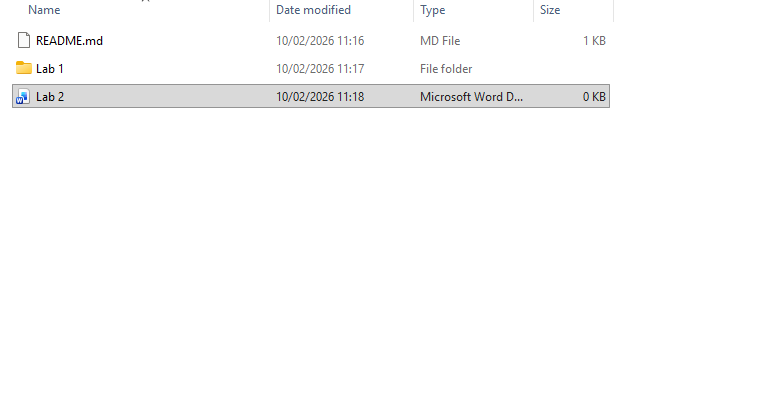 Name Date modified Type Size
README.md 10/02/2026 11:16 MD File 1 KB
Lab 1 10/02/2026 11:17 File folder
Lab 2 10/02/2026 11:18 Microsoft Word D... 0 KB